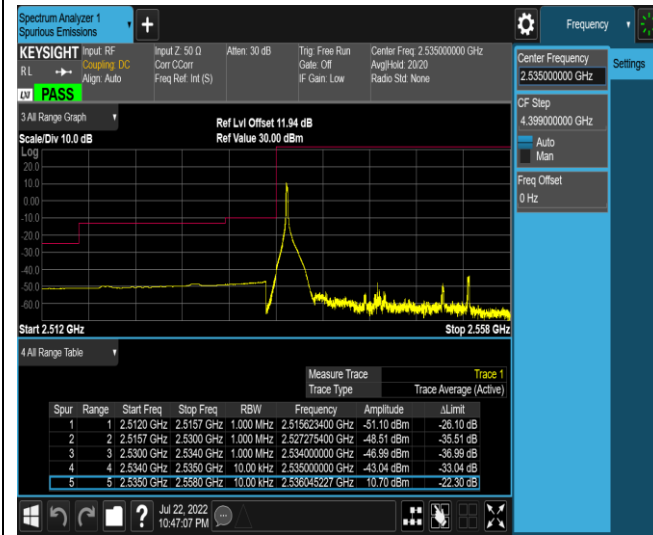 Spectrum Analyzer 1
Spurious Emissions
+
Frequency
KEYSIGHT
RL
LXI PASS
Input: RF
Coupling: DC
Align: Auto
Input Z: 50 Ω
Corr CCorr
Freq Ref: Int (S)
Atten: 30 dB
Trig: Free Run
Gate: Off
IF Gain: Low
Center Freq: 2.535000000 GHz
Avg|Hold: 20/20
Radio Std: None
Center Frequency
2.535000000 GHz
Settings
CF Step
4.399000000 GHz
Auto
Man
Freq Offset
0 Hz
3 All Range Graph
Scale/Div 10.0 dB
Ref Lvl Offset 11.94 dB
Ref Value 30.00 dBm
Log
20.0
10.0
0.00
-10.0
-20.0
-30.0
-40.0
-50.0
-60.0
Start 2.512 GHz
Stop 2.558 GHz
4 All Range Table
Measure Trace Trace 1
Trace Type Trace Average (Active)
Spur Range Start Freq Stop Freq RBW Frequency Amplitude ΔLimit
1 1 2.5120 GHz 2.5157 GHz 1.000 MHz 2.515623400 GHz -51.10 dBm -26.10 dB
2 2 2.5157 GHz 2.5300 GHz 1.000 MHz 2.527275400 GHz -48.51 dBm -35.51 dB
3 3 2.5300 GHz 2.5340 GHz 1.000 MHz 2.534000000 GHz -46.99 dBm -36.99 dB
4 4 2.5340 GHz 2.5350 GHz 10.00 kHz 2.535000000 GHz -43.04 dBm -33.04 dB
5 5 2.5350 GHz 2.5580 GHz 10.00 kHz 2.536045227 GHz 10.70 dBm -22.30 dB
?
Jul 22, 2022
10:47:07 PM